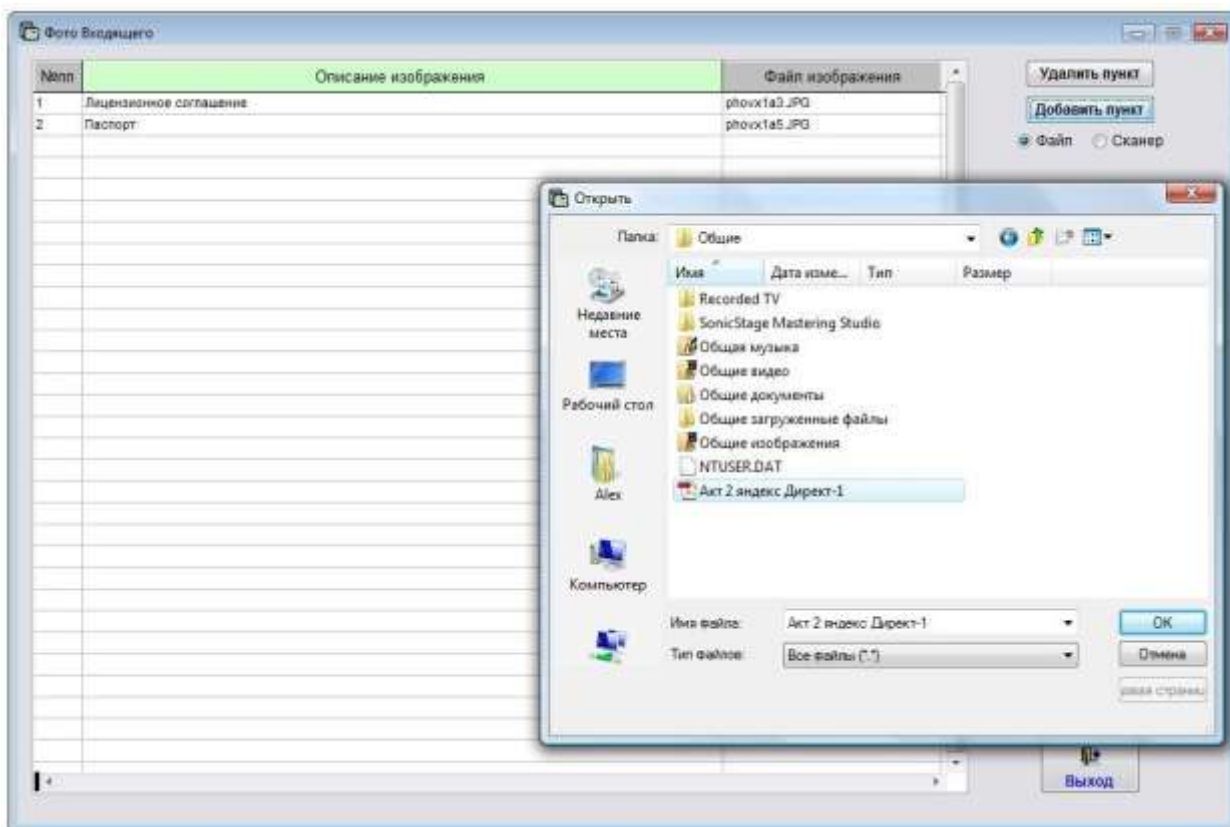 Фото Входящего
№пп Описание изображения Файл изображения
1 Лицензионное соглашение phovx1a3.JPG
2 Паспорт phovx1a5.JPG
Удалить пункт
Добавить пункт
Файл Сканер
Открыть
Папка: Общие
Имя Дата изме... Тип Размер
Recorded TV
SonicStage Mastering Studio
Общая музыка
Общие видео
Общие документы
Общие загруженные файлы
Общие изображения
NTUSER.DAT
Акт 2 яндекс Директ-1
Недавние
места
Рабочий стол
Alex
Компьютер
Имя файла: Акт 2 яндекс Директ-1 OK
Тип файлов: Все файлы (*.*) Отмена
Выход